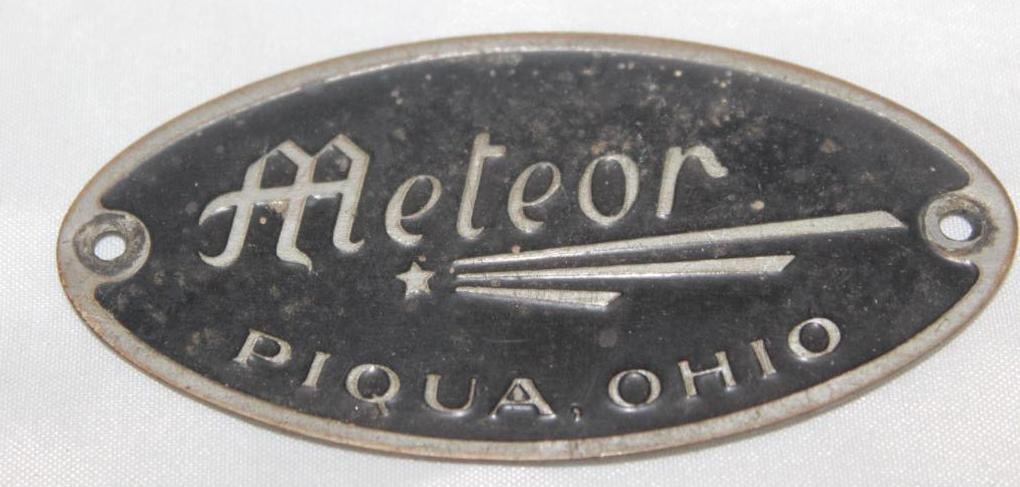 Meteor
PIQUA, OHIO